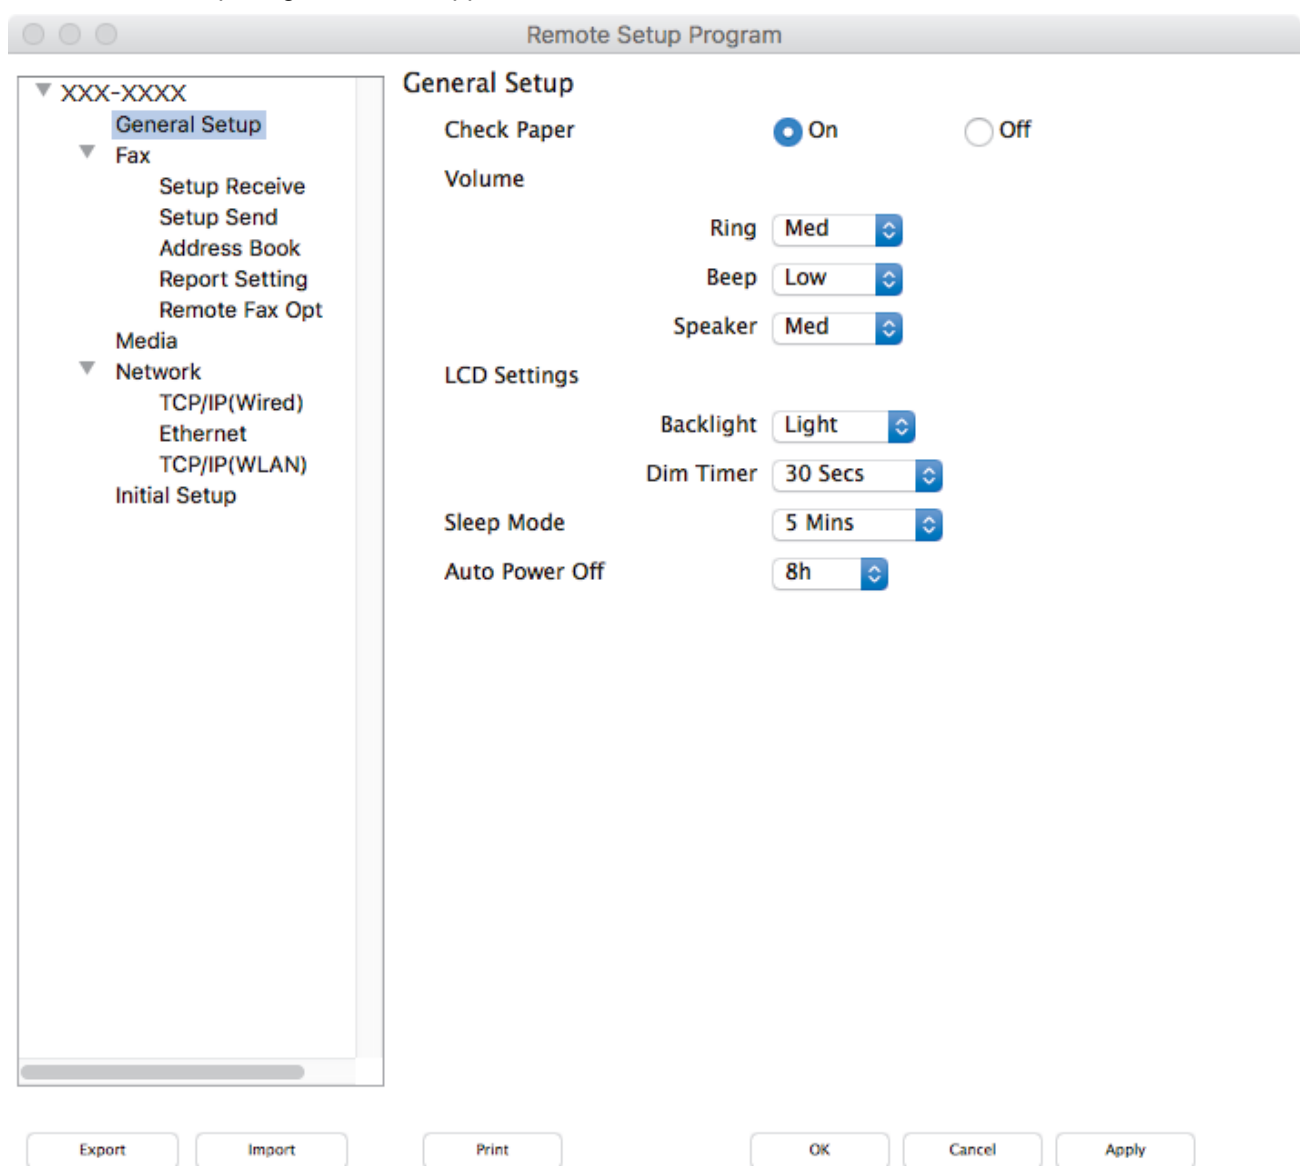 Remote Setup Program
XXX-XXXX
General Setup
Fax
Setup Receive
Setup Send
Address Book
Report Setting
Remote Fax Opt
Media
Network
TCP/IP(Wired)
Ethernet
TCP/IP(WLAN)
Initial Setup
General Setup
Check Paper On Off
Volume
Ring Med
Beep Low
Speaker Med
LCD Settings
Backlight Light
Dim Timer 30 Secs
Sleep Mode 5 Mins
Auto Power Off 8h
Export Import Print OK Cancel Apply